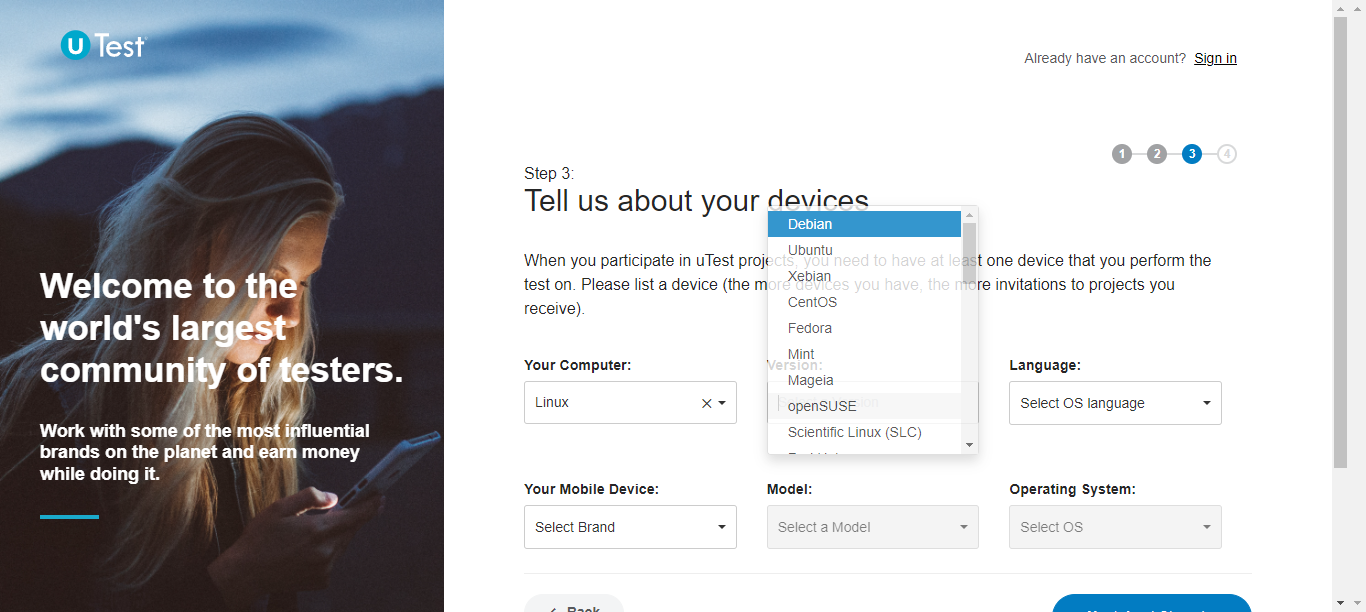 U Test
Already have an account? Sign in
1 2 3 4
Step 3:
Tell us about your devices
When you participate in uTest projects, you need to have at least one device that you perform the
test on. Please list a device (the more devices you have, the more invitations to projects you
receive).
Welcome to the
world's largest
community of testers.
Work with some of the most influential
brands on the planet and earn money
while doing it.
Your Computer:
Linux
Version:
Debian
Ubuntu
Xebian
CentOS
Fedora
Mint
Mageia
openSUSE
Scientific Linux (SLC)
Language:
Select OS language
Your Mobile Device:
Select Brand
Model:
Select a Model
Operating System:
Select OS
Back